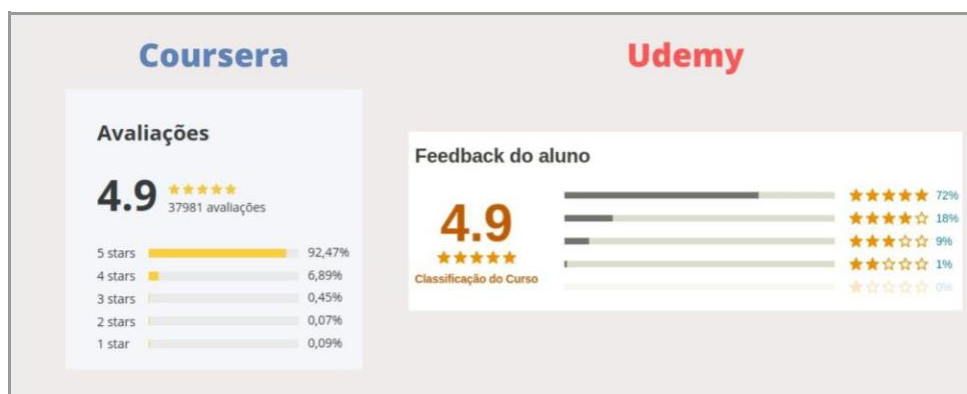 Coursera
Avaliações
4.9
37981 avaliações
5 stars 92,47%
4 stars 6,89%
3 stars 0,45%
2 stars 0,07%
1 star 0,09%
Udemy
Feedback do aluno
4.9
Classificação do Curso
72%
18%
9%
1%
0%